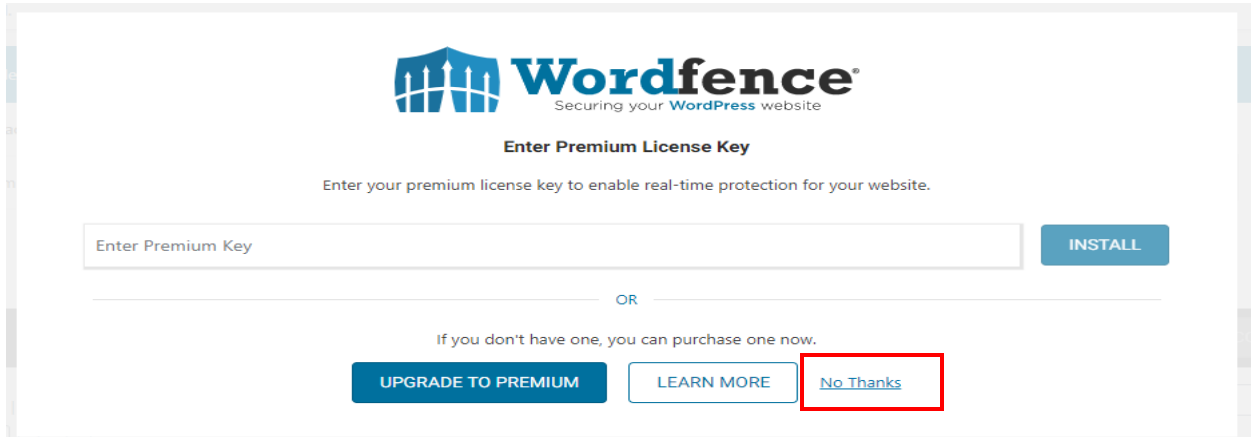 Wordfence®
Securing your WordPress website
Enter Premium License Key
Enter your premium license key to enable real-time protection for your website.
Enter Premium Key
INSTALL
OR
If you don't have one, you can purchase one now.
UPGRADE TO PREMIUM
LEARN MORE
No Thanks